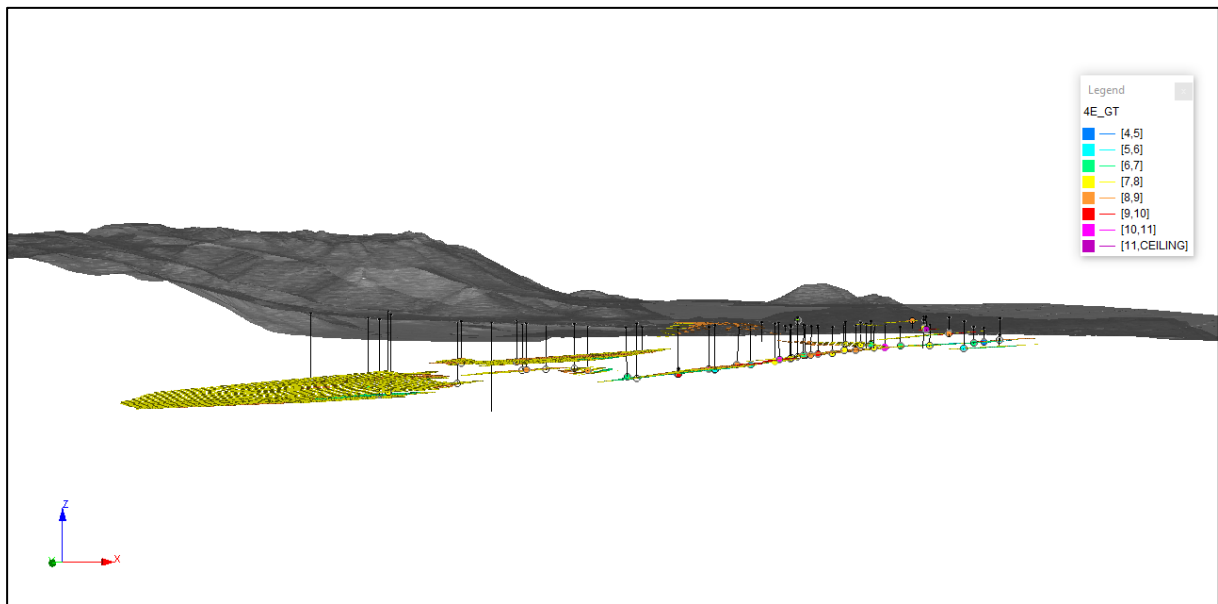 Legend
4E_GT
[4,5]
[5,6]
[6,7]
[7,8]
[8,9]
[9,10]
[10,11]
[11,CEILING]
Z
X